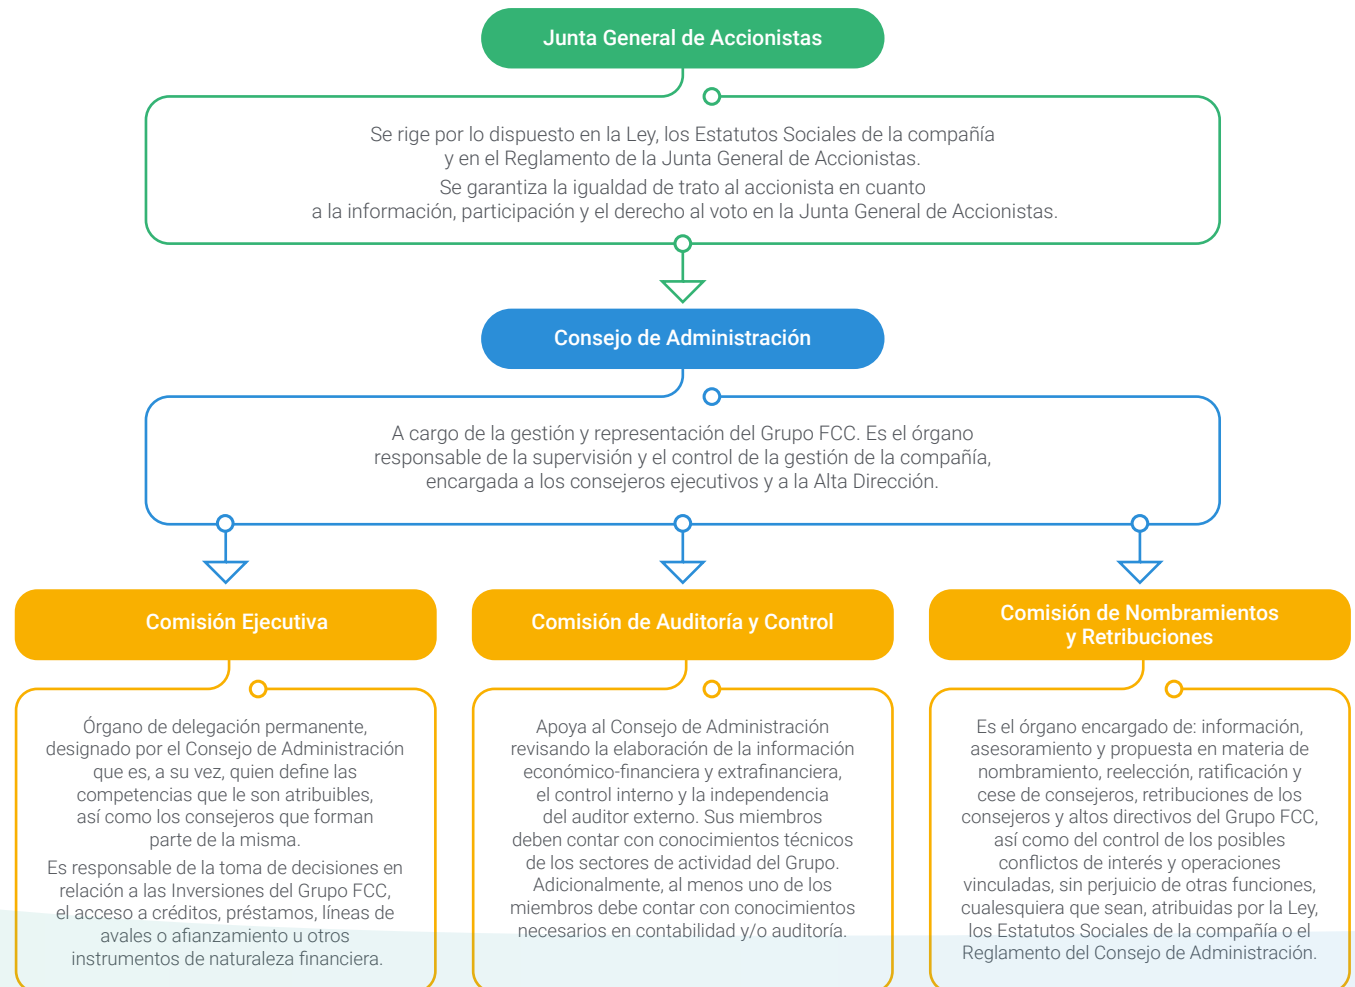 Junta General de Accionistas
Se rige por lo dispuesto en la Ley, los Estatutos Sociales de la compañía
y en el Reglamento de la Junta General de Accionistas.
Se garantiza la igualdad de trato al accionista en cuanto
a la información, participación y el derecho al voto en la Junta General de Accionistas.
Consejo de Administración
A cargo de la gestión y representación del Grupo FCC. Es el órgano
responsable de la supervisión y el control de la gestión de la compañía,
encargada a los consejeros ejecutivos y a la Alta Dirección.
Comisión Ejecutiva
Órgano de delegación permanente,
designado por el Consejo de Administración
que es, a su vez, quien define las
competencias que le son atribuibles,
así como los consejeros que forman
parte de la misma.
Es responsable de la toma de decisiones en
relación a las Inversiones del Grupo FCC,
el acceso a créditos, préstamos, líneas de
avales o afianzamiento u otros
instrumentos de naturaleza financiera.
Comisión de Auditoría y Control
Apoya al Consejo de Administración
revisando la elaboración de la información
económico-financiera y extrafinanciera,
el control interno y la independencia
del auditor externo. Sus miembros
deben contar con conocimientos técnicos
de los sectores de actividad del Grupo.
Adicionalmente, al menos uno de los
miembros debe contar con conocimientos
necesarios en contabilidad y/o auditoría.
Comisión de Nombramientos
y Retribuciones
Es el órgano encargado de: información,
asesoramiento y propuesta en materia de
nombramiento, reelección, ratificación y
cese de consejeros, retribuciones de los
consejeros y altos directivos del Grupo FCC,
así como del control de los posibles
conflictos de interés y operaciones
vinculadas, sin perjuicio de otras funciones,
cualesquiera que sean, atribuidas por la Ley,
los Estatutos Sociales de la compañía o el
Reglamento del Consejo de Administración.